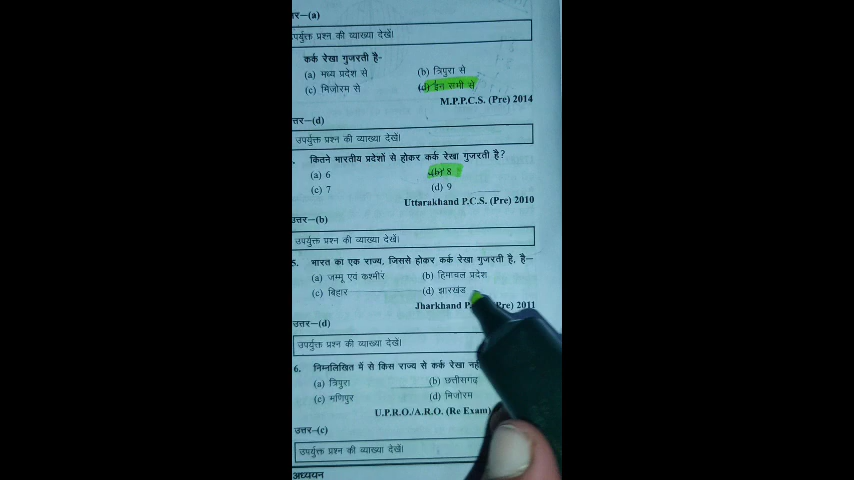 त्तर–(a)
उपर्युक्त प्रश्न की व्याख्या देखें।
कर्क रेखा गुजरती है-
(a) मध्य प्रदेश से (b) त्रिपुरा से
(c) मिजोरम से (d) इन सभी से
M.P.P.C.S. (Pre) 2014
त्तर–(d)
उपर्युक्त प्रश्न की व्याख्या देखें।
. कितने भारतीय प्रदेशों से होकर कर्क रेखा गुजरती है?
(a) 6 (b) 8
(c) 7 (d) 9
Uttarakhand P.C.S. (Pre) 2010
उत्तर–(b)
उपर्युक्त प्रश्न की व्याख्या देखें।
5. भारत का एक राज्य, जिससे होकर कर्क रेखा गुजरती है, है–
(a) जम्मू एवं कश्मीर (b) हिमाचल प्रदेश
(c) बिहार (d) झारखंड
Jharkhand P. Pre) 2011
उत्तर–(d)
उपर्युक्त प्रश्न की व्याख्या देखें।
6. निम्नलिखित में से किस राज्य से कर्क रेखा नहीं
(a) त्रिपुरा (b) छत्तीसगढ़
(c) मणिपुर (d) मिजोरम
U.P.R.O./A.R.O. (Re Exam)
उत्तर–(c)
उपर्युक्त प्रश्न की व्याख्या देखें।
अध्ययन